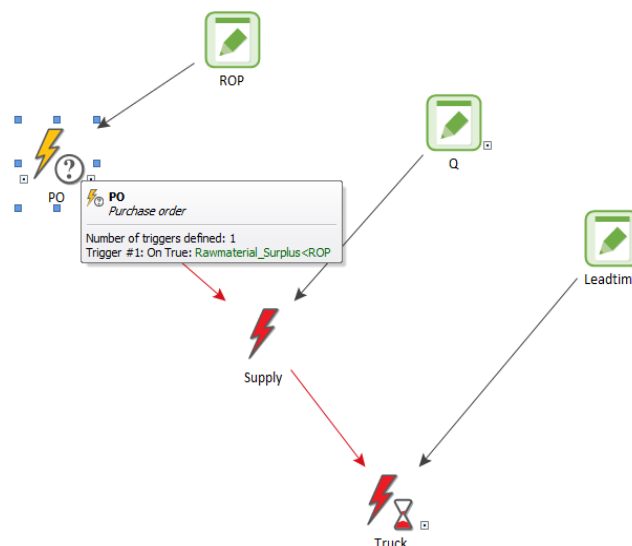 ROP
Q
PO
PO
Purchase order
Number of triggers defined: 1
Trigger #1: On True: Rawmaterial_Surplus<ROP
Leadtim
Supply
Truck